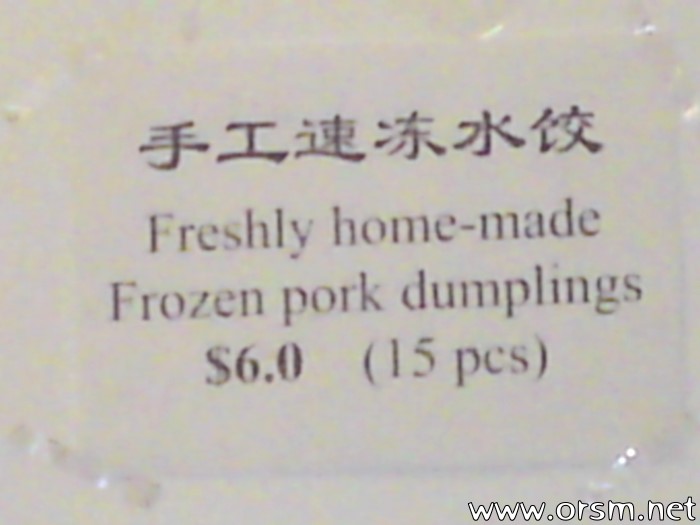 手工速冻水饺
Freshly home-made
Frozen pork dumplings
$6.0 (15 pcs)
www.orsm.net